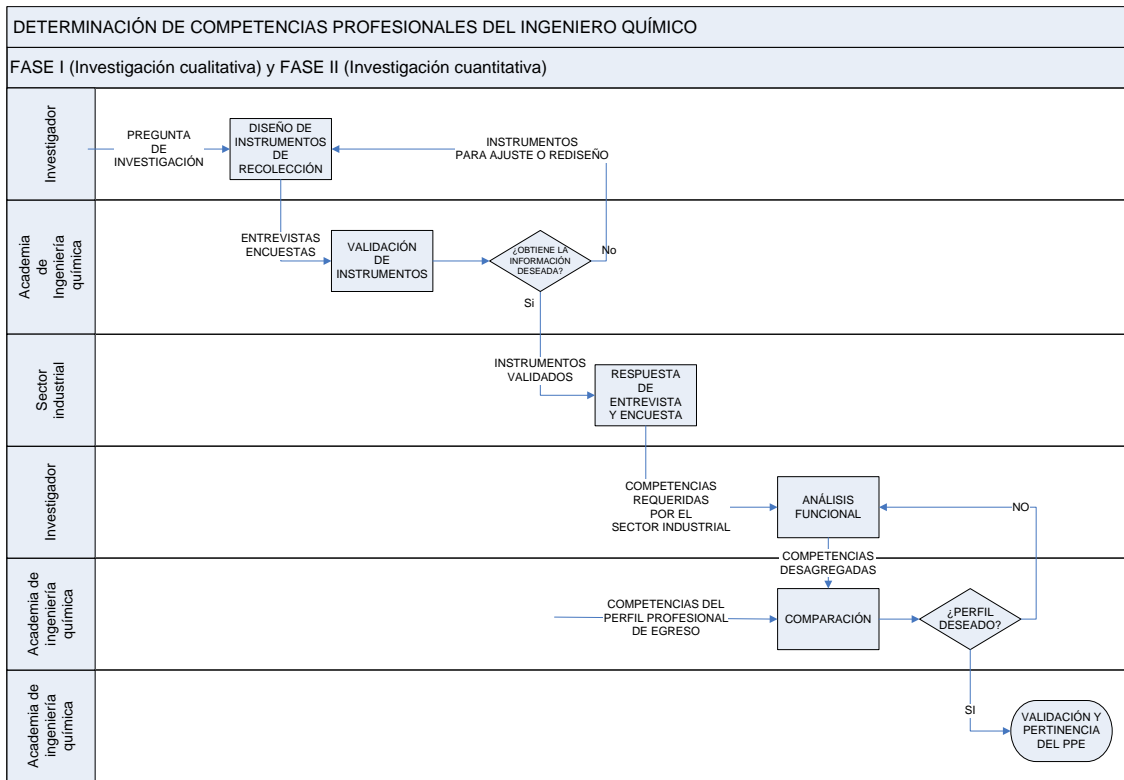 DETERMINACIÓN DE COMPETENCIAS PROFESIONALES DEL INGENIERO QUÍMICO
FASE I (Investigación cualitativa) y FASE II (Investigación cuantitativa)
Investigador
PREGUNTA
DE
INVESTIGACIÓN
DISEÑO DE
INSTRUMENTOS
DE
RECOLECCIÓN
INSTRUMENTOS
PARA AJUSTE O REDISEÑO
Academia
de
Ingeniería
química
ENTREVISTAS
ENCUESTAS
VALIDACIÓN
DE
INSTRUMENTOS
¿OBTIENE LA
INFORMACIÓN
DESEADA?
No
Si
Sector
industrial
INSTRUMENTOS
VALIDADOS
RESPUESTA
DE
ENTREVISTA
Y ENCUESTA
Investigador
COMPETENCIAS
REQUERIDAS
POR EL
SECTOR INDUSTRIAL
ANÁLISIS
FUNCIONAL
NO
COMPETENCIAS
DESAGREGADAS
Academia de
ingeniería
química
COMPETENCIAS DEL
PERFIL PROFESIONAL
DE EGRESO
COMPARACIÓN
¿PERFIL
DESEADO?
Academia de
ingeniería
química
SI
VALIDACIÓN Y
PERTINENCIA
DEL PPE